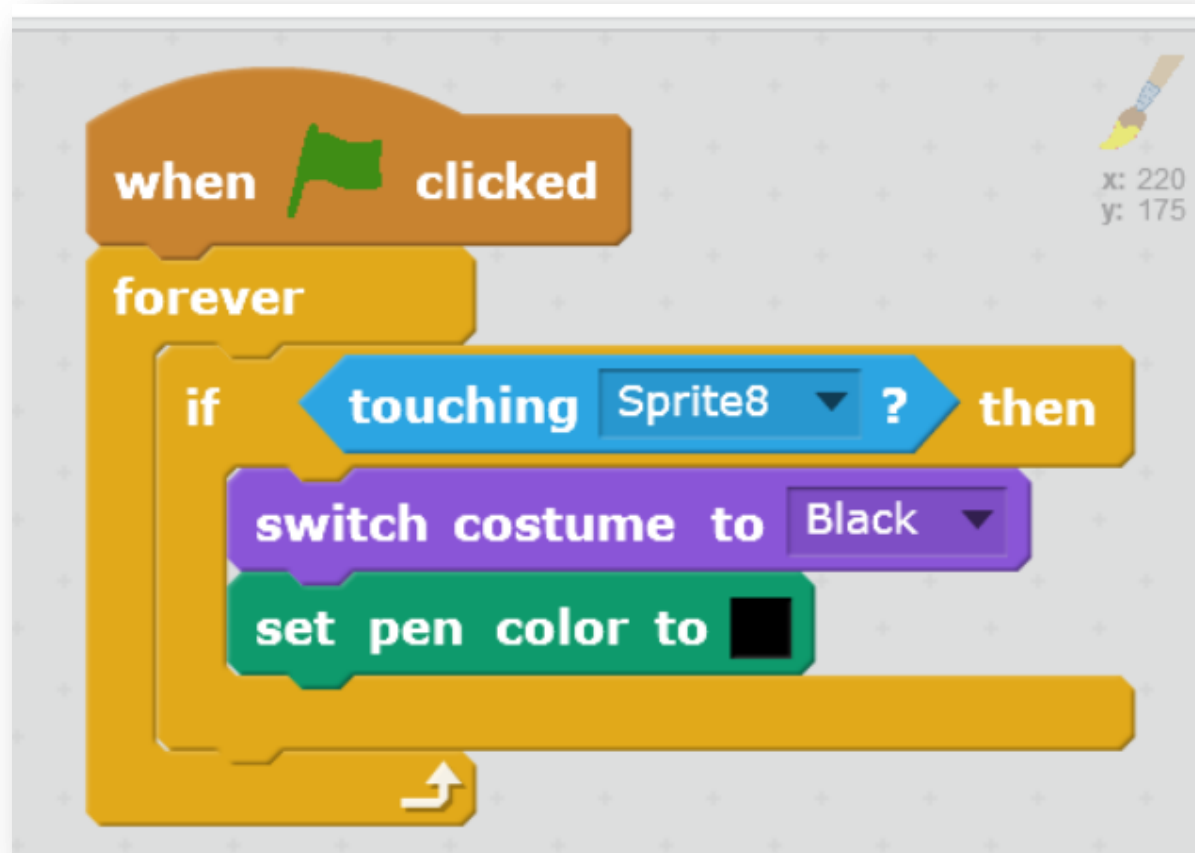 when clicked
x: 220
y: 175
forever
if touching Sprite8 ? then
switch costume to Black
set pen color to